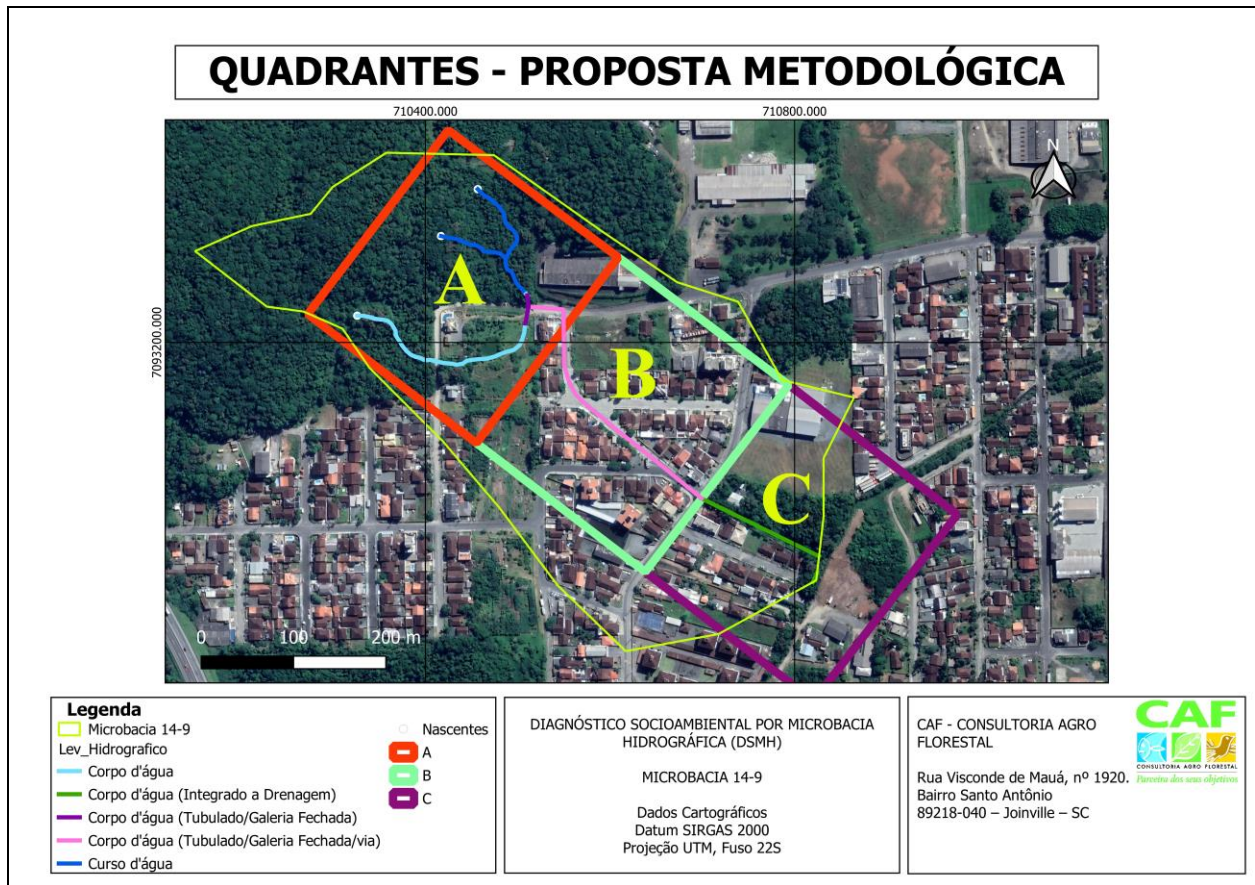 QUADRANTES - PROPOSTA METODOLÓGICA
710400.000
710800.000
7093200.000
N
A
B
C
0
100
200 m
Legenda
Microbacia 14-9
Lev_Hidrografico
Corpo d'água
Corpo d'água (Integrado a Drenagem)
Corpo d'água (Tubulado/Galeria Fechada)
Corpo d'água (Tubulado/Galeria Fechada/via)
Curso d'água
Nascentes
A
B
C
DIAGNÓSTICO SOCIOAMBIENTAL POR MICROBACIA
HIDROGRÁFICA (DSMH)
MICROBACIA 14-9
Dados Cartográficos
Datum SIRGAS 2000
Projeção UTM, Fuso 22S
CAF - CONSULTORIA AGRO
FLORESTAL
Rua Visconde de Mauá, nº 1920.
Bairro Santo Antônio
89218-040 – Joinville – SC
CAF
CONSULTORIA AGRO FLORESTAL
Parceira dos seus objetivos